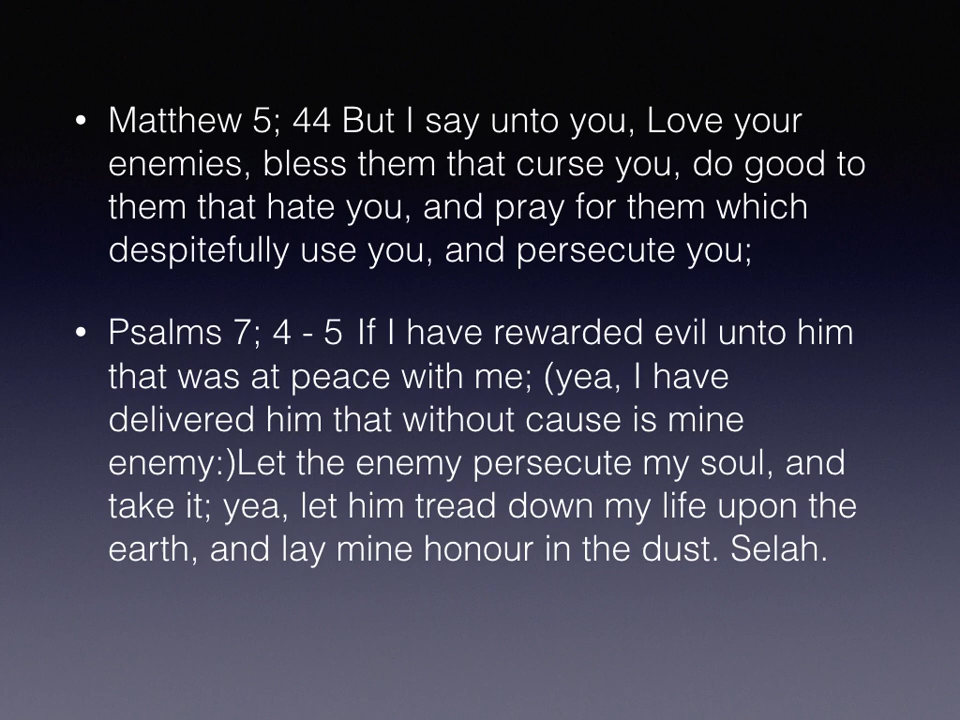 • Matthew 5; 44 But I say unto you, Love your
enemies, bless them that curse you, do good to
them that hate you, and pray for them which
despitefully use you, and persecute you;
• Psalms 7; 4 - 5 If I have rewarded evil unto him
that was at peace with me; (yea, I have
delivered him that without cause is mine
enemy:)Let the enemy persecute my soul, and
take it; yea, let him tread down my life upon the
earth, and lay mine honour in the dust. Selah.